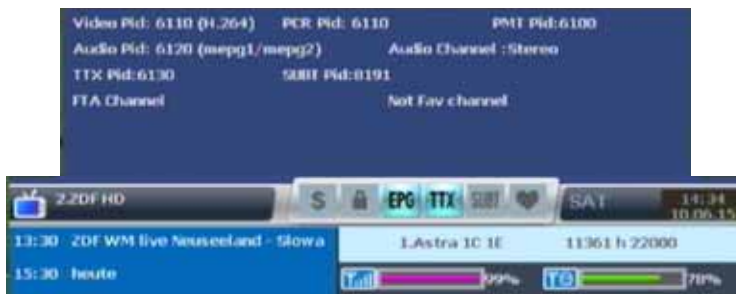 Video Pid: 6110 (H.264) PCR Pid: 6110 PMT Pid:6100
Audio Pid: 6120 (mepg1/mepg2) Audio Channel :Stereo
TTX Pid:6130 SUBT Pid:8191
FTA Channel Not Fav channel
2.ZDF HD S EPG TTX SUBT SAT 14:34
10.06.15
13:30 ZDF WM live Neuseeland - Slowa 1.Astra 1C 1E 11361 h 22000
15:30 heute 99% 70%